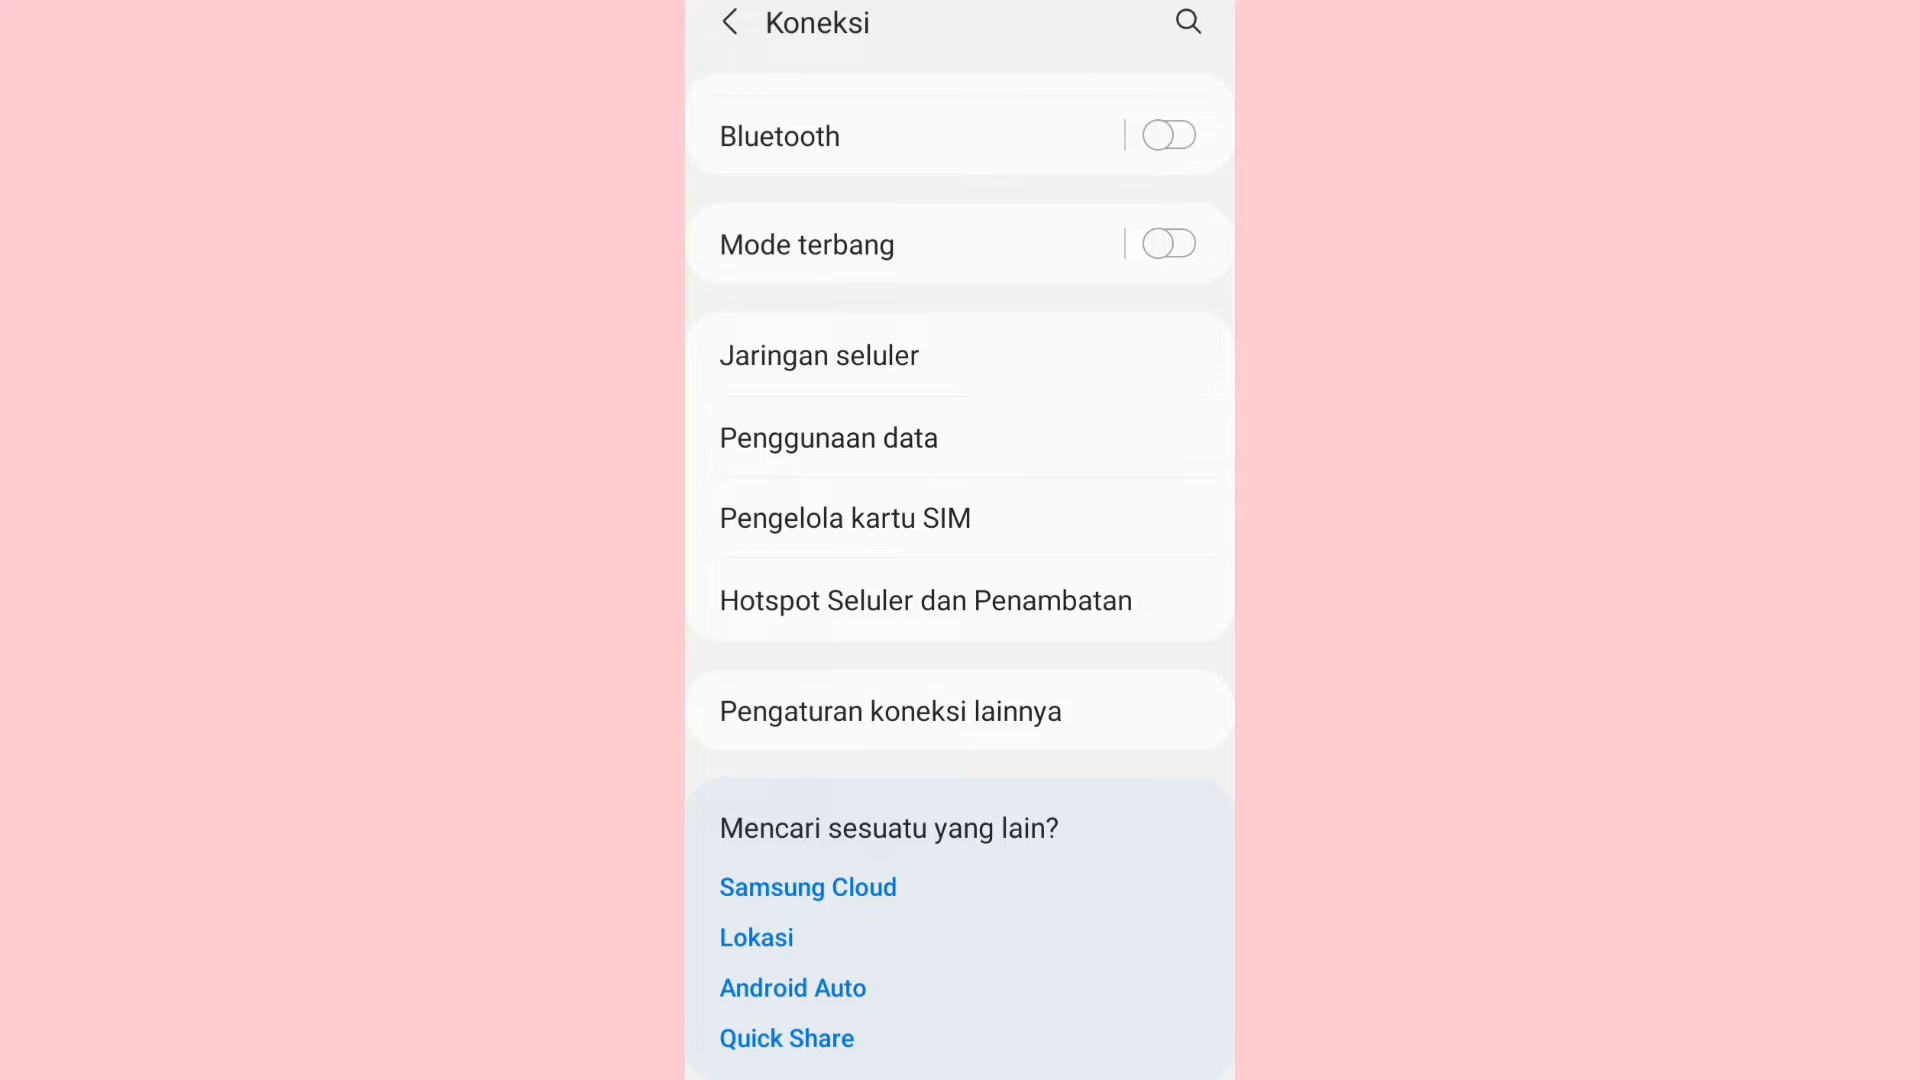 Koneksi
Bluetooth
Mode terbang
Jaringan seluler
Penggunaan data
Pengelola kartu SIM
Hotspot Seluler dan Penambatan
Pengaturan koneksi lainnya
Mencari sesuatu yang lain?
Samsung Cloud
Lokasi
Android Auto
Quick Share